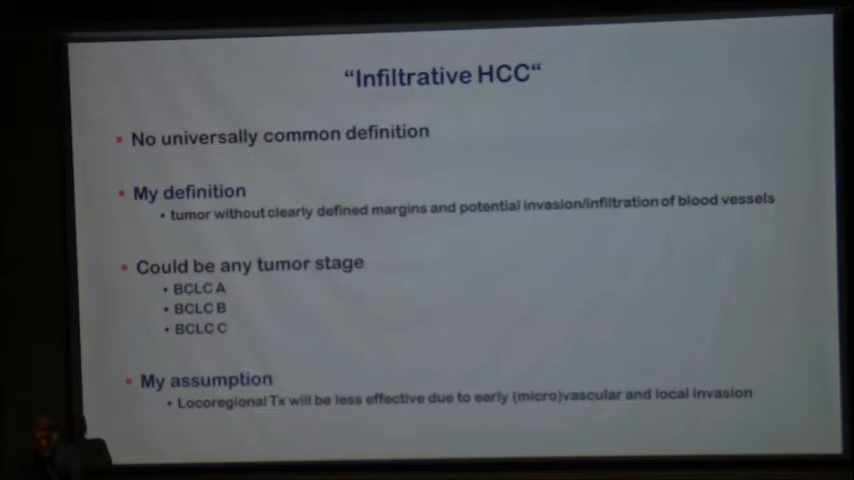 “Infiltrative HCC“
▪ No universally common definition
▪ My definition
• tumor without clearly defined margins and potential invasion/infiltration of blood vessels
▪ Could be any tumor stage
• BCLC A
• BCLC B
• BCLC C
▪ My assumption
• Locoregional Tx will be less effective due to early (micro)vascular and local invasion